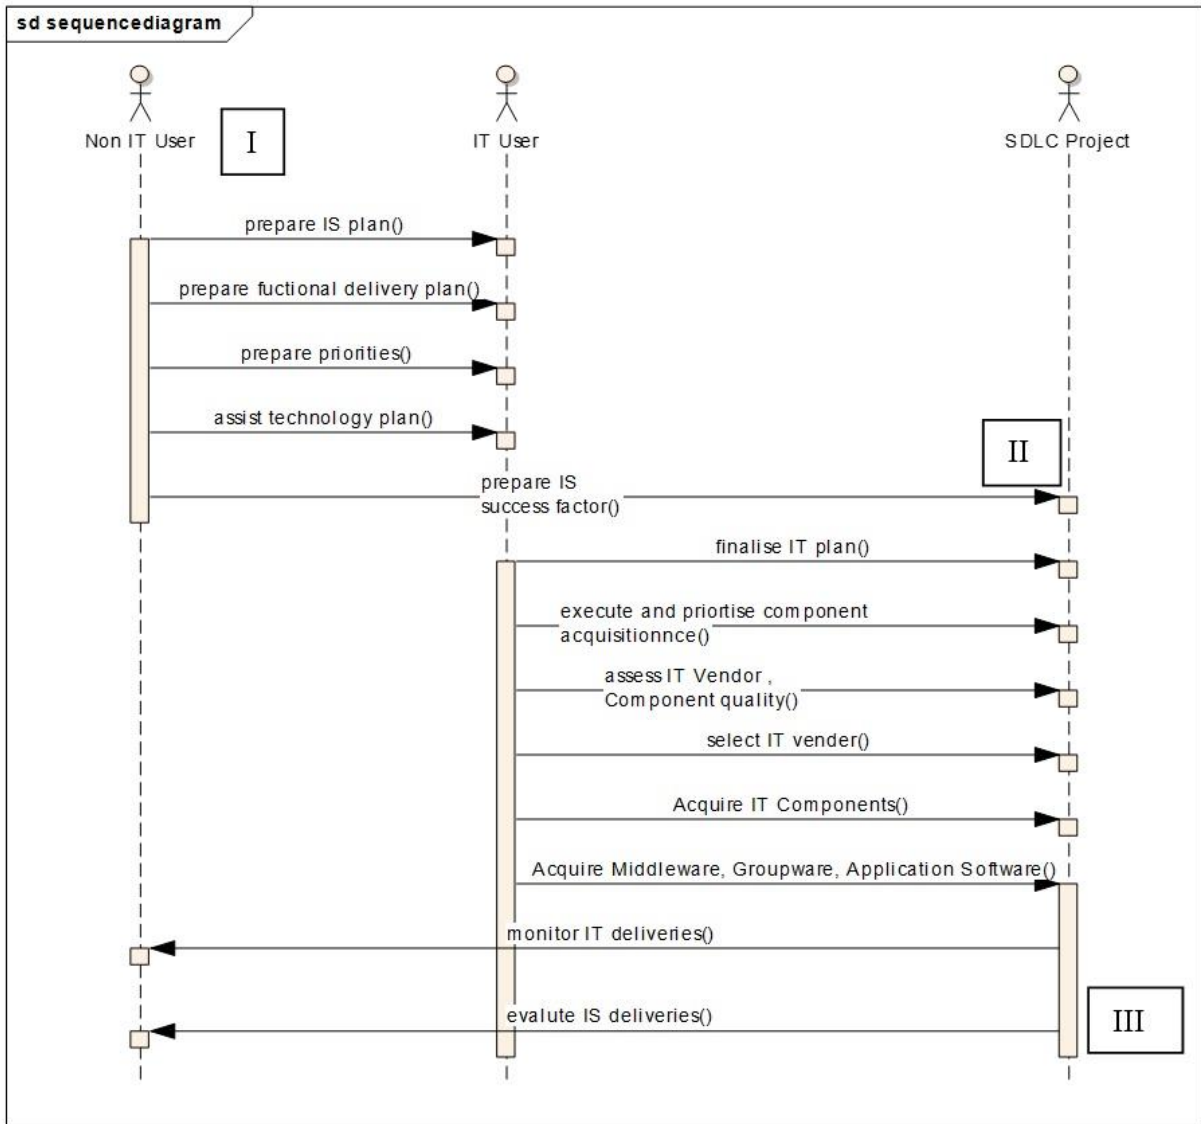 sd sequencediagram
Non IT User
I
IT User
SDLC Project
prepare IS plan()
prepare fuctional delivery plan()
prepare priorities()
assist technology plan()
II
prepare IS
success factor()
finalise IT plan()
execute and priortise component
acquisitionnce()
assess IT Vendor ,
Component quality()
select IT vender()
Acquire IT Components()
Acquire Middleware, Groupware, Application Software()
monitor IT deliveries()
evalute IS deliveries()
III